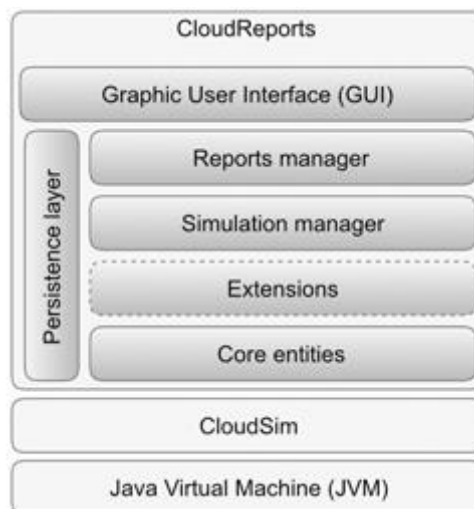 CloudReports
Graphic User Interface (GUI)
Persistence layer
Reports manager
Simulation manager
Extensions
Core entities
CloudSim
Java Virtual Machine (JVM)